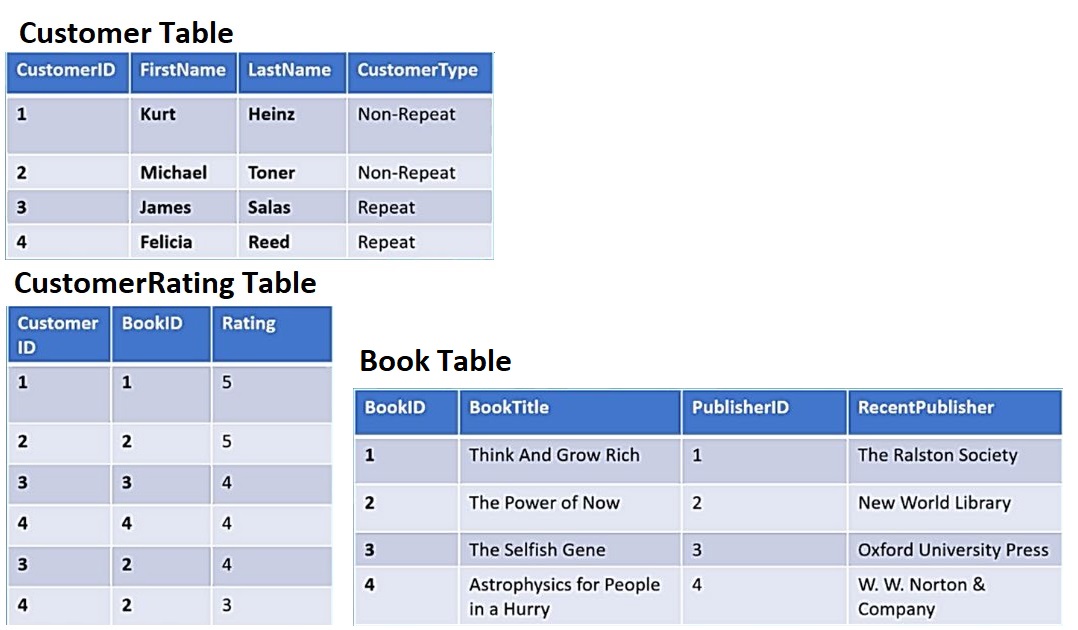 Customer Table
CustomerID FirstName LastName CustomerType
1 Kurt Heinz Non-Repeat
2 Michael Toner Non-Repeat
3 James Salas Repeat
4 Felicia Reed Repeat
CustomerRating Table
Customer BookID Rating
ID
1 1 5
2 2 5
3 3 4
4 4 4
3 2 4
4 2 3
Book Table
BookID BookTitle PublisherID RecentPublisher
1 Think And Grow Rich 1 The Ralston Society
2 The Power of Now 2 New World Library
3 The Selfish Gene 3 Oxford University Press
4 Astrophysics for People 4 W. W. Norton &
in a Hurry Company